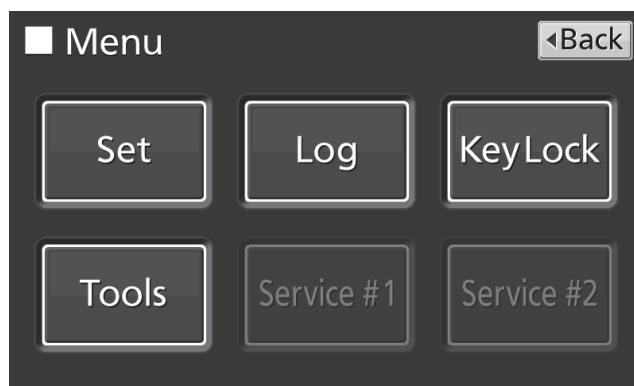 Menu
Back
Set
Log
KeyLock
Tools
Service #1
Service #2